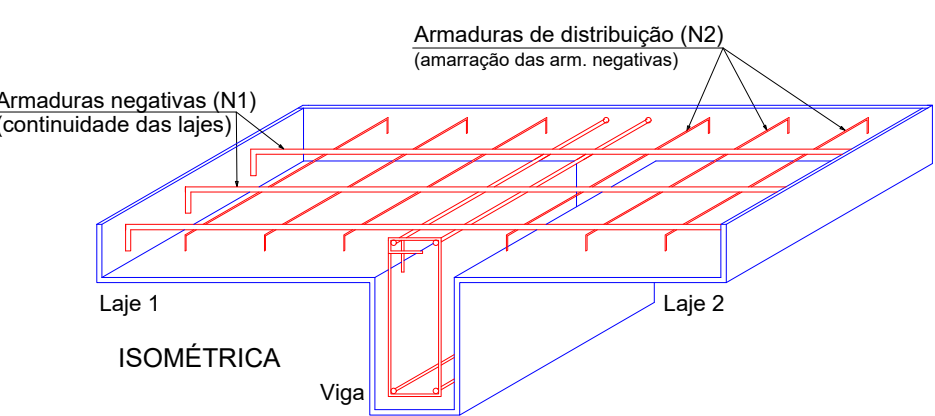 Armaduras de distribuição (N2)
(amarração das arm. negativas)
Armaduras negativas (N1)
(continuidade das lajes)
Laje 1
Laje 2
ISOMÉTRICA
Viga